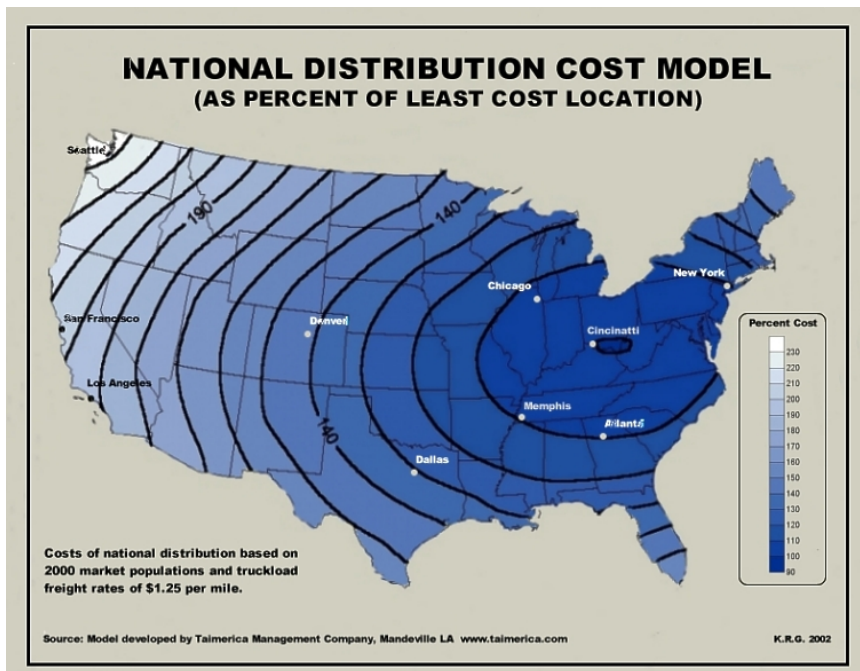 NATIONAL DISTRIBUTION COST MODEL
(AS PERCENT OF LEAST COST LOCATION)
Seattle
190
140
New York
Chicago
San Francisco
Denver
Cincinatti
Percent Cost
230
220
210
200
190
180
170
160
150
140
130
120
110
100
90
Los Angeles
Memphis
Atlanta
140
Dallas
Costs of national distribution based on
2000 market populations and truckload
freight rates of $1.25 per mile.
Source: Model developed by Taimerica Management Company, Mandeville LA www.taimerica.com
K.R.G. 2002